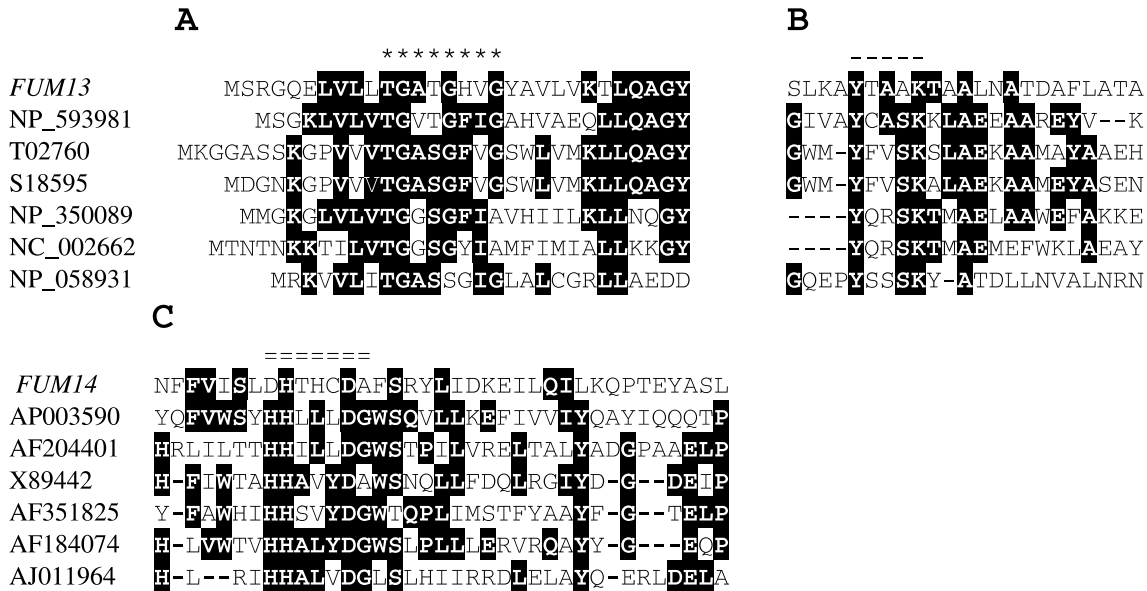 A B
******** -----
FUM13 MSRGQELVLLTGATGHVGYAVLVKTLQAGY SLKAYTAAKTAALNATDAFLATA
NP_593981 MSGKLVLVTGVTGFIGAHVAEQLLQAGY GIVAYCASKKLAEEAAREYV--K
T02760 MKGGASSKGPVVVTGASGFVGSWLVMKLLQAGY GWM-YFVSKSLAEKAAMAYAAEH
S18595 MDGNKGPVVVTGASGFVGSWLVMKLLQAGY GWM-YFVSKALAEKAAMEYASEN
NP_350089 MMGKGLVLVTGGSGFIAVHIILKLLNQGY ----YQRSKTMAELAAWEFAKKE
NC_002662 MTNTNKKTILVTGGSGYIAMFIMIALLKKGY ----YQRSKTMAEMEFWKLAEAY
NP_058931 MRKVVLITGASSGIGLALCGRLLAEDD GQEPYSSSKY-ATDLLNVALNRN
C
=======
FUM14 NFFVISLDHTHCDAFSRYLIDKEILQILKQPTEYASL
AP003590 YQFVWSYHHLLLDGWSQVLLKEFIVVIYQAYIQQQTP
AF204401 HRLILTTHHILLDGWSTPILVRELTALYADGPAAELP
X89442 H-FIWTAHHAVYDAWSNQLLFDQLRGIYD-G--DEIP
AF351825 Y-FAWHIHHSVYDGWTQPLIMSTFYAAYF-G--TELP
AF184074 H-LVWTVHHALYDGWSLPLLLERVRQAYY-G---EQP
AJ011964 H-L--RIHHALVDGLSLHIIRRDLELAYQ-ERLDELA